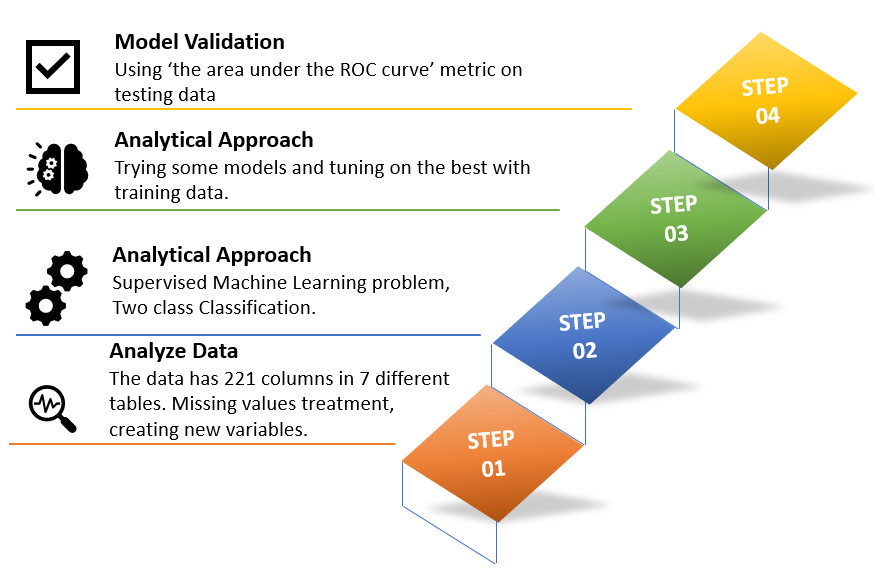 Model Validation
Using ‘the area under the ROC curve’ metric on
testing data
STEP
04
Analytical Approach
Trying some models and tuning on the best with
training data.
STEP
03
Analytical Approach
Supervised Machine Learning problem,
Two class Classification.
STEP
02
Analyze Data
The data has 221 columns in 7 different
tables. Missing values treatment,
creating new variables.
STEP
01